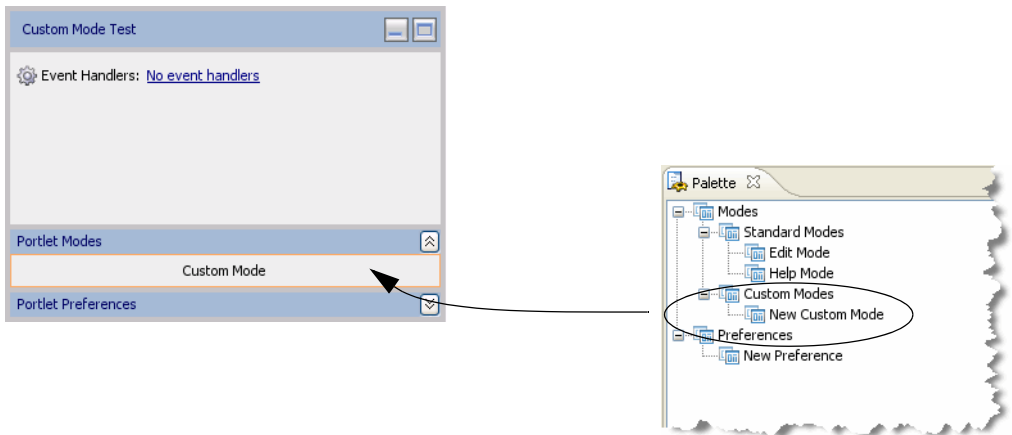 Custom Mode Test
Event Handlers: No event handlers
Portlet Modes
Custom Mode
Portlet Preferences
Palette
Modes
Standard Modes
Edit Mode
Help Mode
Custom Modes
New Custom Mode
Preferences
New Preference